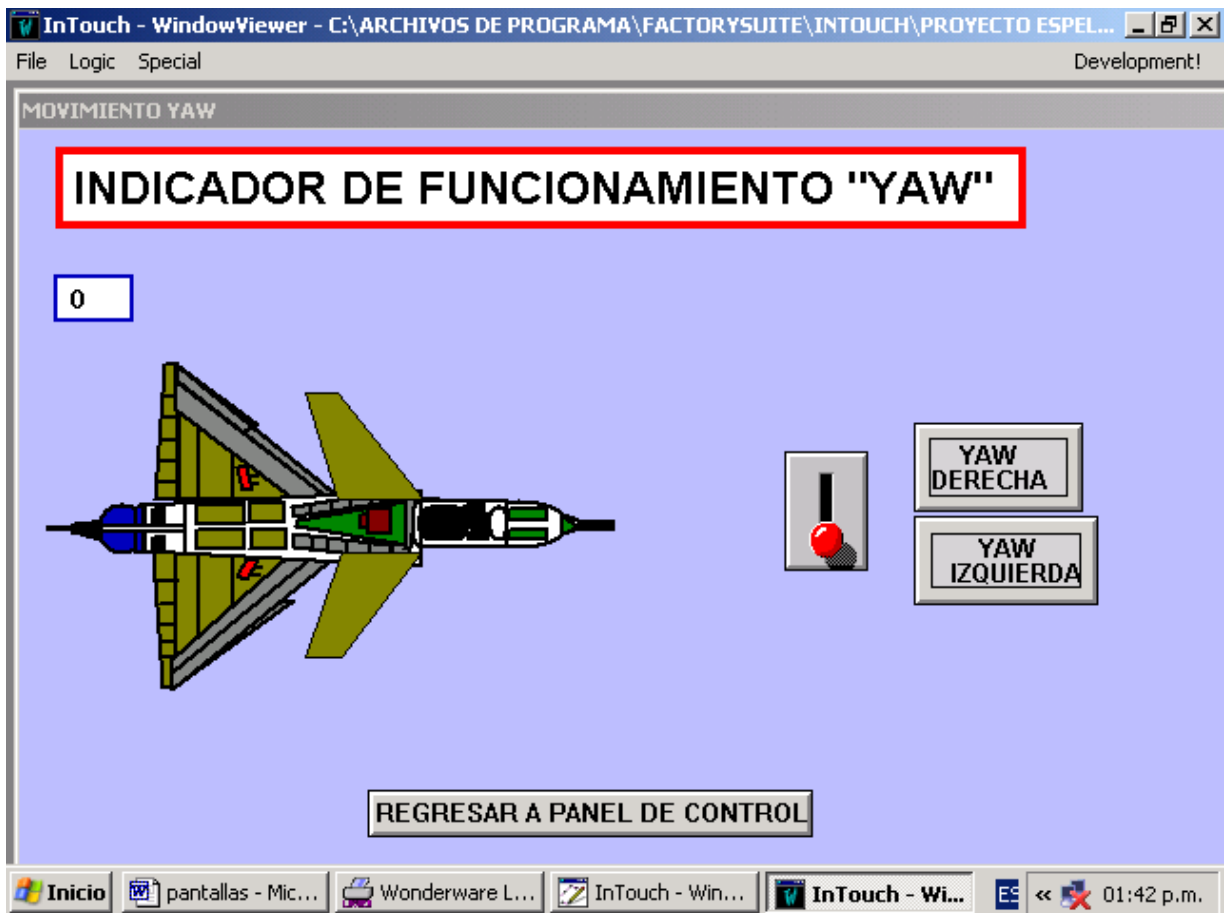 InTouch - WindowViewer - C:\ARCHIVOS DE PROGRAMA\FACTORYSUITE\INTOUCH\PROYECTO ESPEL...
File Logic Special Development!
MOVIMIENTO YAW
INDICADOR DE FUNCIONAMIENTO "YAW"
0
YAW
DERECHA
YAW
IZQUIERDA
REGRESAR A PANEL DE CONTROL
Inicio pantallas - Mic... Wonderware L... InTouch - Win... InTouch - Wi... ES « 01:42 p.m.